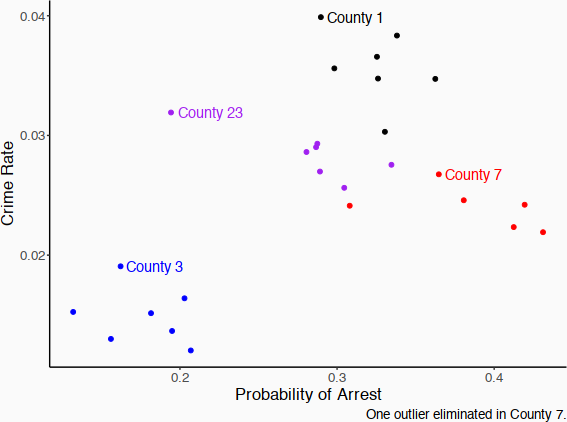 0.04
0.03
0.02
Crime Rate
County 1
County 23
County 7
County 3
0.2
0.3
0.4
Probability of Arrest
One outlier eliminated in County 7.